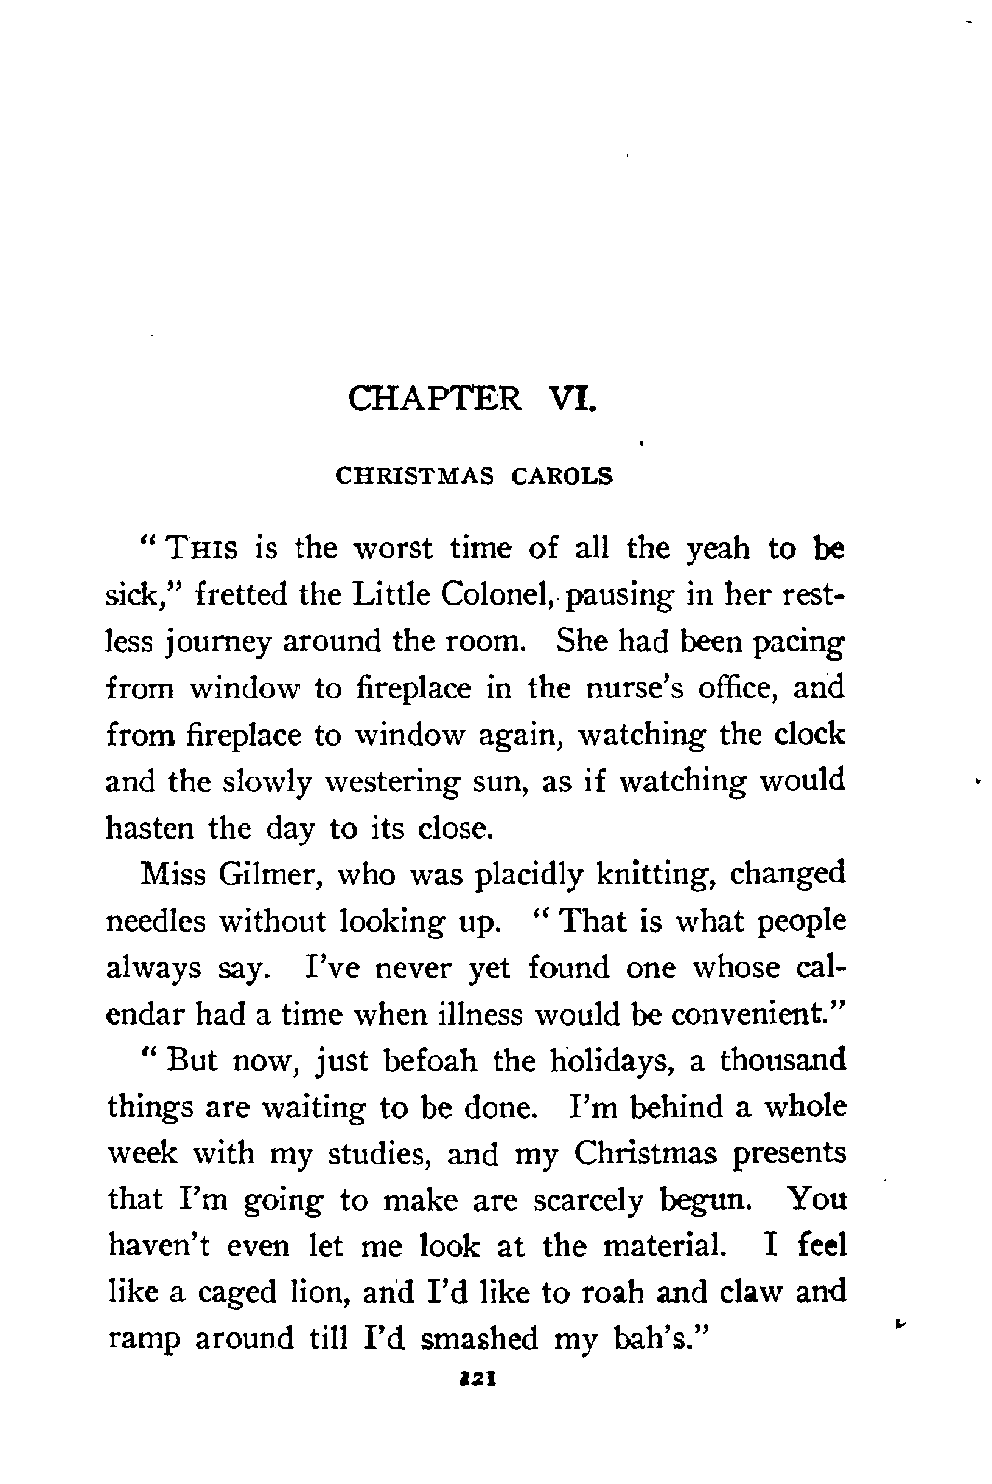 CHAPTER VI.
CHRISTMAS CAROLS
“ THIS is the worst time of all the yeah to be
sick,” fretted the Little Colonel, pausing in her rest-
less journey around the room. She had been pacing
from window to fireplace in the nurse’s office, and
from fireplace to window again, watching the clock
and the slowly westering sun, as if watching would
hasten the day to its close.
Miss Gilmer, who was placidly knitting, changed
needles without looking up. “ That is what people
always say. I’ve never yet found one whose cal-
endar had a time when illness would be convenient.”
“ But now, just befoah the holidays, a thousand
things are waiting to be done. I’m behind a whole
week with my studies, and my Christmas presents
that I’m going to make are scarcely begun. You
haven’t even let me look at the material. I feel
like a caged lion, and I’d like to roah and claw and
ramp around till I’d smashed my bah’s.”
121